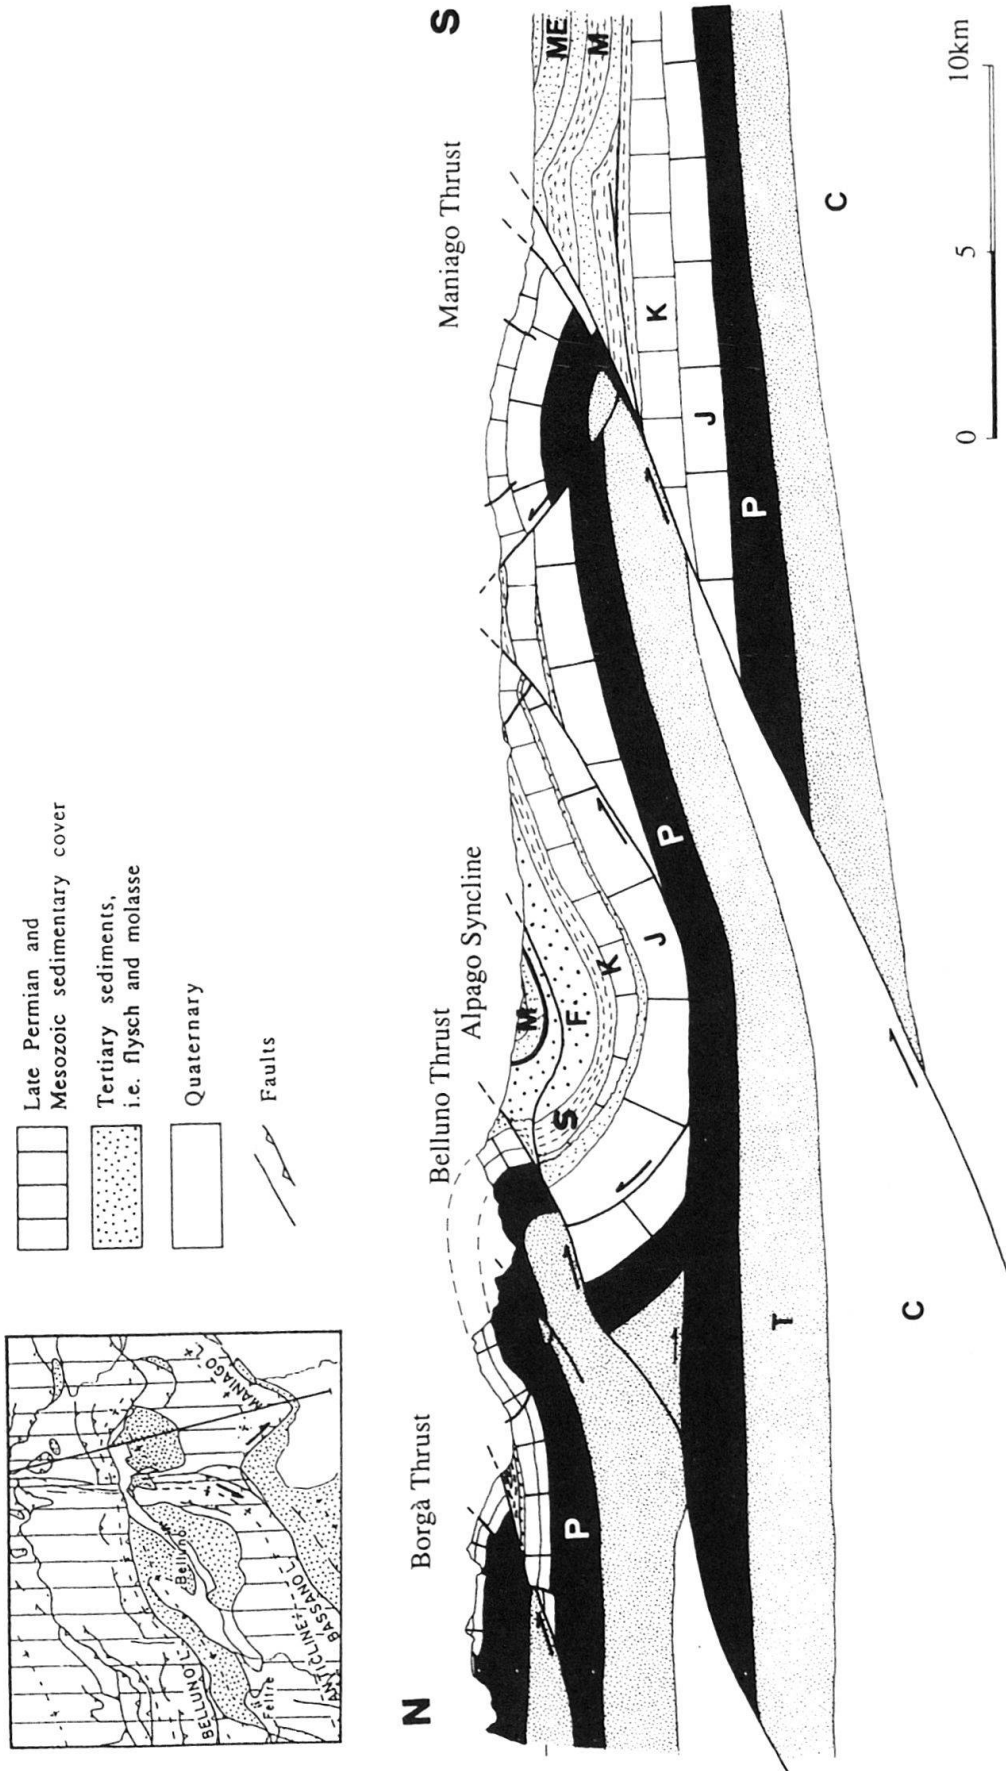 Late Permian and
Mesozoic sedimentary cover
Tertiary sediments,
i.e. flysch and molasse
Quaternary
Faults
BELLUNO L.
Belluno
Feltre
ANTICLINE
BASSANO L.
MANIAGO L.
N
Borgà Thrust
Belluno Thrust
Alpago Syncline
Maniago Thrust
S
ME
M
M
F
K
S
J
K
J
P
P
P
T
C
C
0 5 10km